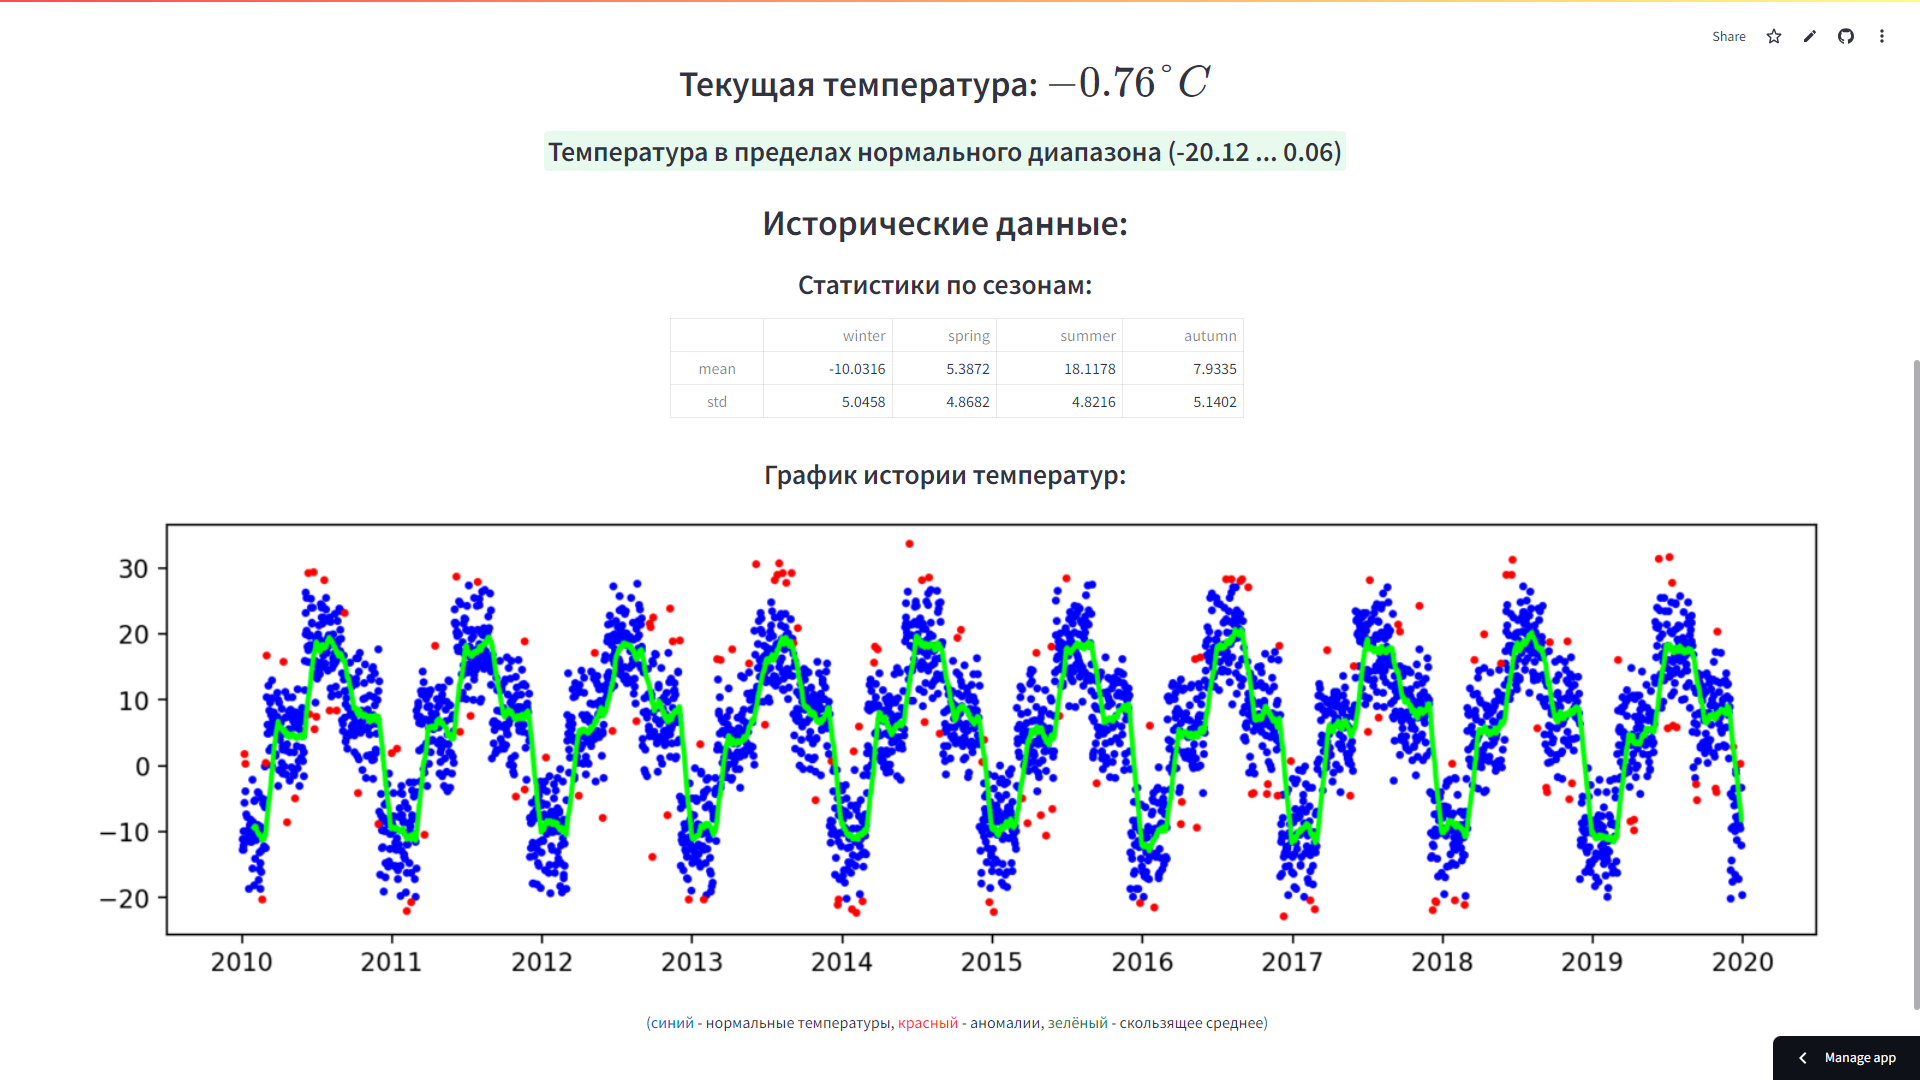 Share
Текущая температура: −0.76°C
Температура в пределах нормального диапазона (-20.12 ... 0.06)
Исторические данные:
Статистики по сезонам:
winter spring summer autumn
mean -10.0316 5.3872 18.1178 7.9335
std 5.0458 4.8682 4.8216 5.1402
График истории температур:
30
20
10
0
−10
−20
2010 2011 2012 2013 2014 2015 2016 2017 2018 2019 2020
(синий - нормальные температуры, красный - аномалии, зелёный - скользящее среднее)
Manage app